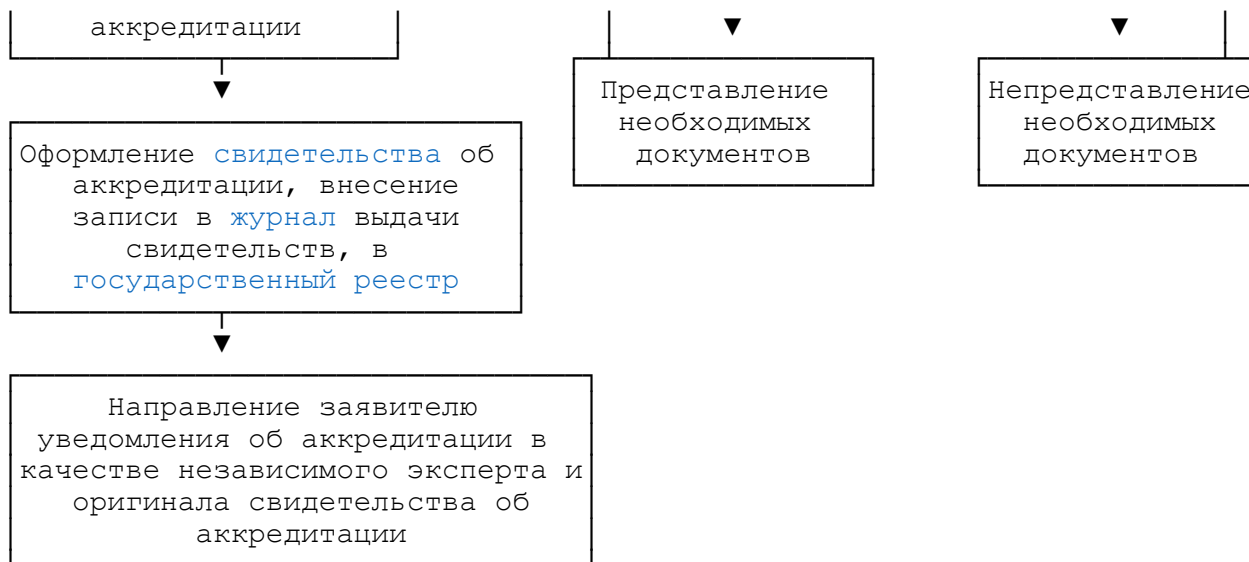 аккредитации
Представление
необходимых
документов
Непредставление
необходимых
документов
Оформление свидетельства об
аккредитации, внесение
записи в журнал выдачи
свидетельств, в
государственный реестр
Направление заявителю
уведомления об аккредитации в
качестве независимого эксперта и
оригинала свидетельства об
аккредитации